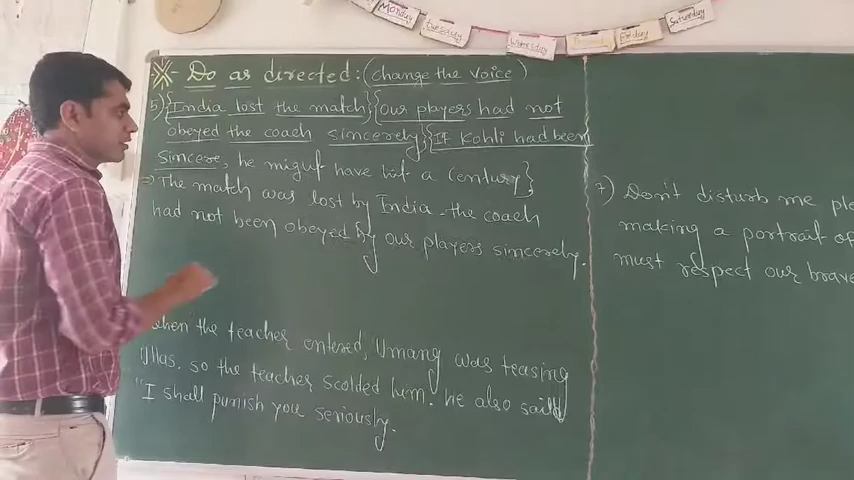 Monday
Tuesday
Wednesday
Friday
Saturday
Do as directed: (change the voice)
5) {India lost the match} {our players had not
obeyed the coach sincerely} {If Kohli had been
sincere, he might have hit a century}
⇒ The match was lost by India. the coach
had not been obeyed by our players sincerely.
when the teacher entered, Umang was teasing
Ullas. so the teacher scolded him. he also said
"I shall punish you seriously.
7) Don't disturb me ple
making a portrait of
must respect our brave